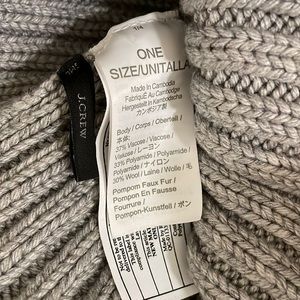 1/4
ONE
SIZE/UNITALLA
Made in Cambodia
FabriquÉ Au Cambodge
Hergestellt in Kambodscha
カンボジア製
Body / Corps / Oberteil /
本体:
37% Viscose / Viscose /
Viskose / レーヨン
33% Polyamide / Polyamide /
Polyamid / ナイロン
30% Wool / Laine / Wolle / 毛
Pompom Faux Fur /
Pompon En Fausse
Fourrure /
Pompon-Kunstfell / ポン
J.CREW